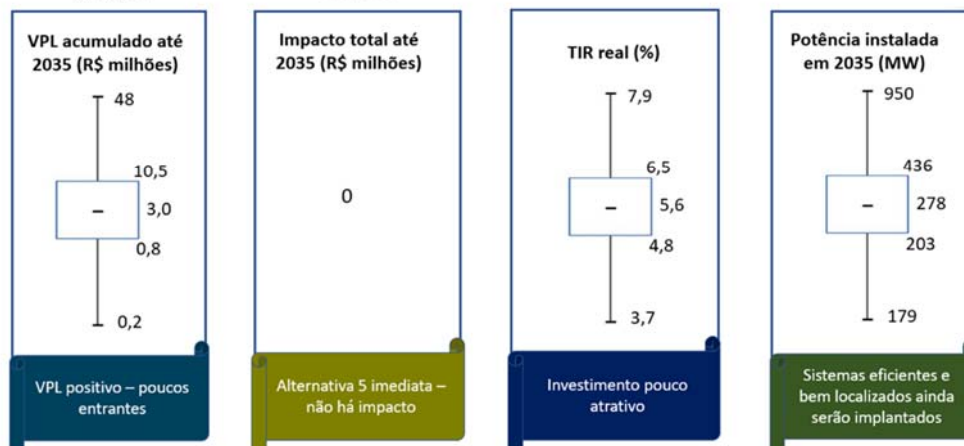 VPL acumulado até
2035 (R$ milhões)
48
10,5
3,0
0,8
0,2
VPL positivo – poucos
entrantes
Impacto total até
2035 (R$ milhões)
0
Alternativa 5 imediata –
não há impacto
TIR real (%)
7,9
6,5
5,6
4,8
3,7
Investimento pouco
atrativo
Potência instalada
em 2035 (MW)
950
436
278
203
179
Sistemas eficientes e
bem localizados ainda
serão implantados